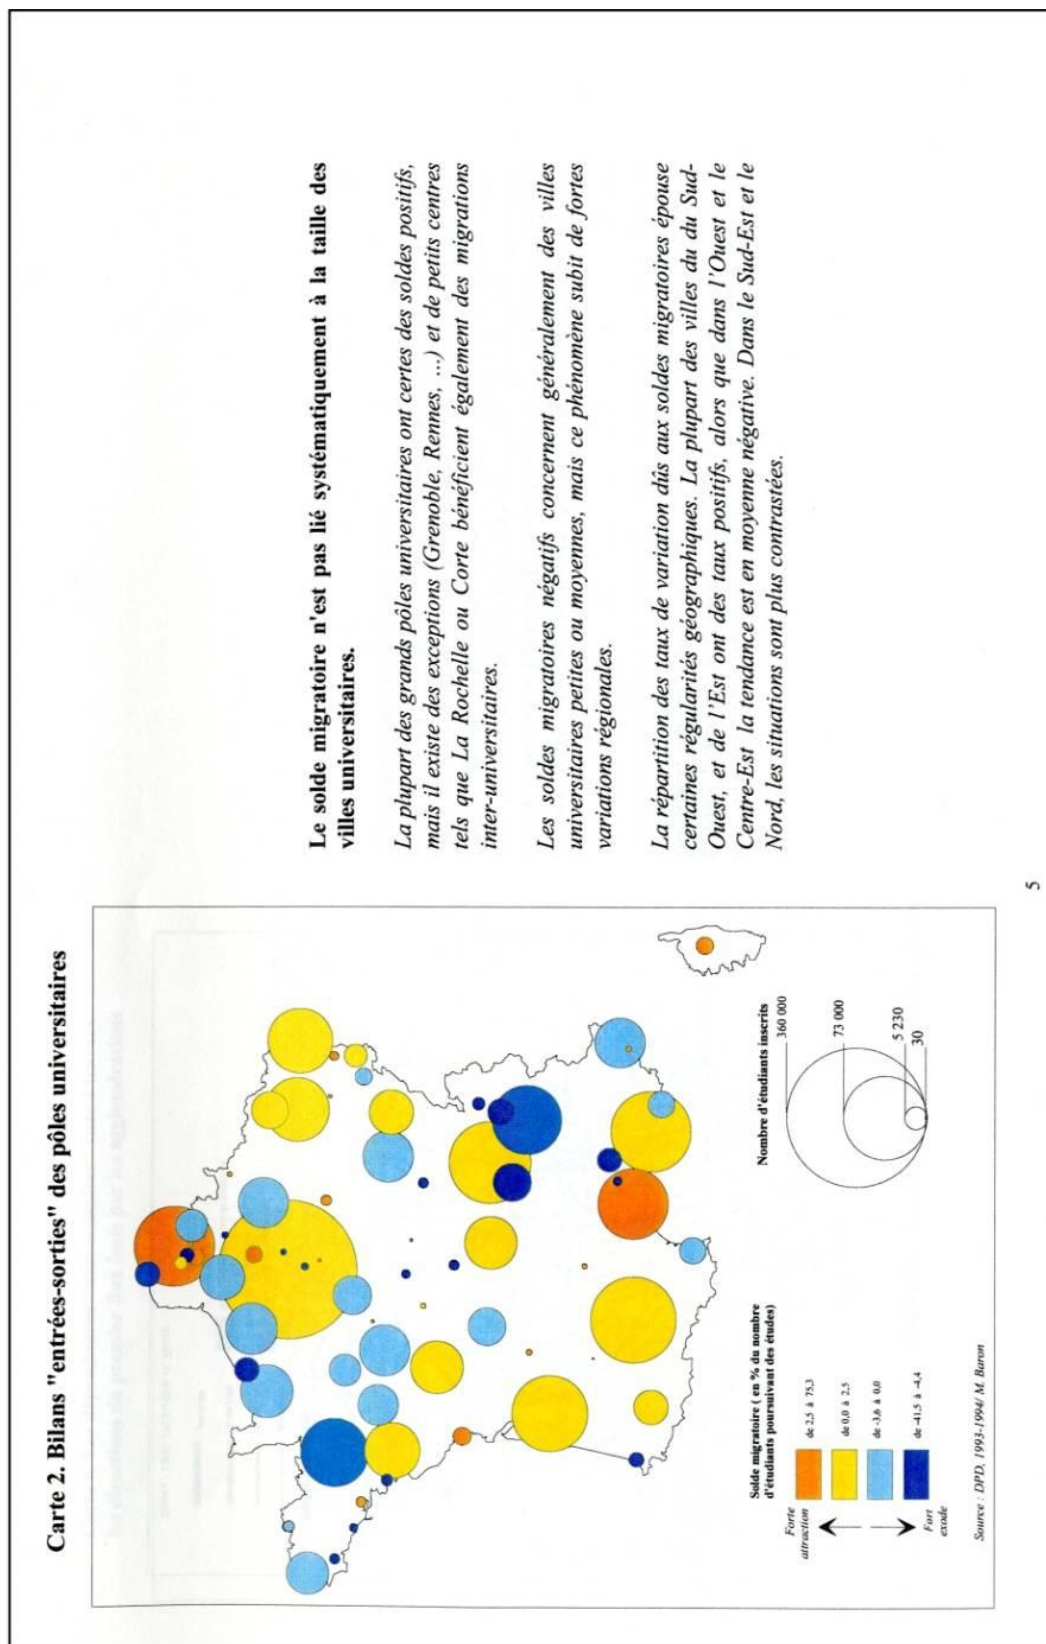 Carte 2. Bilans "entrées-sorties" des pôles universitaires
Solde migratoire ( en % du nombre
d'étudiants poursuivant des études)
Forte
attraction
de 2,5 à 75,3
de 0,0 à 2,5
de -3,6 à 0,0
de -41,5 à -4,4
Fort
exode
Source : DPD, 1993-1994/ M. Baron
Nombre d'étudiants inscrits
360 000
73 000
5 230
30
Le solde migratoire n'est pas lié systématiquement à la taille des
villes universitaires.
La plupart des grands pôles universitaires ont certes des soldes positifs,
mais il existe des exceptions (Grenoble, Rennes, ...) et de petits centres
tels que La Rochelle ou Corte bénéficient également des migrations
inter-universitaires.
Les soldes migratoires négatifs concernent généralement des villes
universitaires petites ou moyennes, mais ce phénomène subit de fortes
variations régionales.
La répartition des taux de variation dûs aux soldes migratoires épouse
certaines régularités géographiques. La plupart des villes du du Sud-
Ouest, et de l'Est ont des taux positifs, alors que dans l'Ouest et le
Centre-Est la tendance est en moyenne négative. Dans le Sud-Est et le
Nord, les situations sont plus contrastées.
5